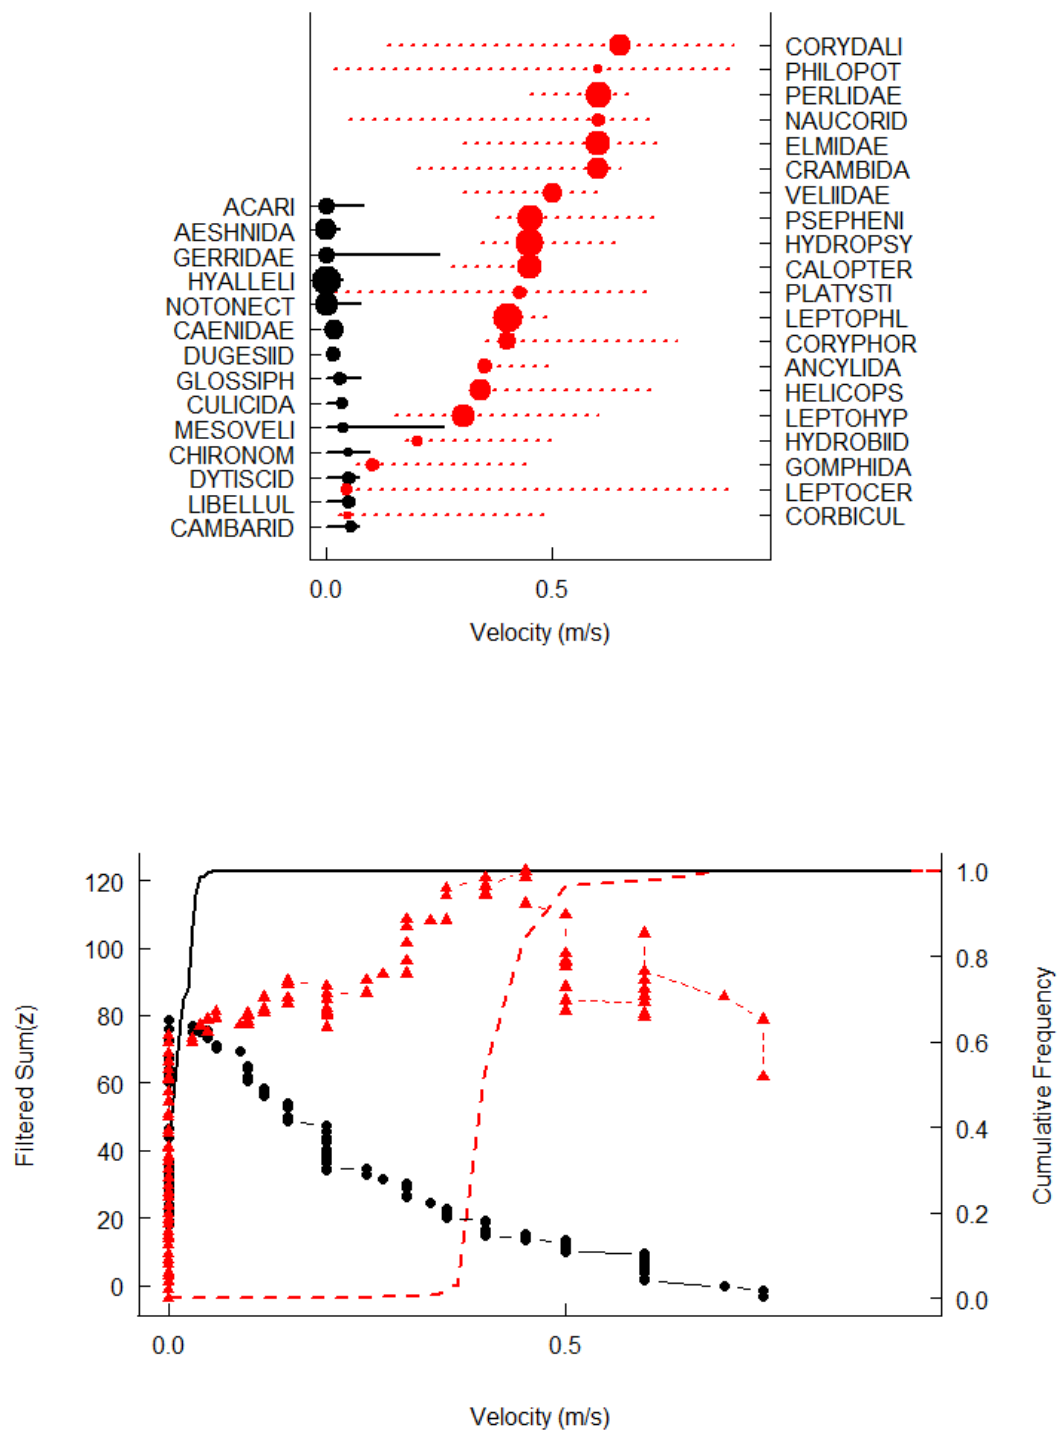 CORYDALI
PHILOPOT
PERLIDAE
NAUCORID
ELMIDAE
CRAMBIDA
VELIIDAE
PSEPHENI
HYDROPSY
CALOPTER
PLATYSTI
LEPTOPHL
CORYPHOR
ANCYLIDA
HELICOPS
LEPTOHYP
HYDROBIID
GOMPHIDA
LEPTOCER
CORBICUL
ACARI
AESHNIDA
GERRIDAE
HYALLELI
NOTONECT
CAENIDAE
DUGESIID
GLOSSIPH
CULICIDA
MESOVELI
CHIRONOM
DYTISCID
LIBELLUL
CAMBARID
0.0 0.5
Velocity (m/s)
Filtered Sum(z)
120
100
80
60
40
20
0
1.0
0.8
0.6
0.4
0.2
0.0
Cumulative Frequency
0.0 0.5
Velocity (m/s)